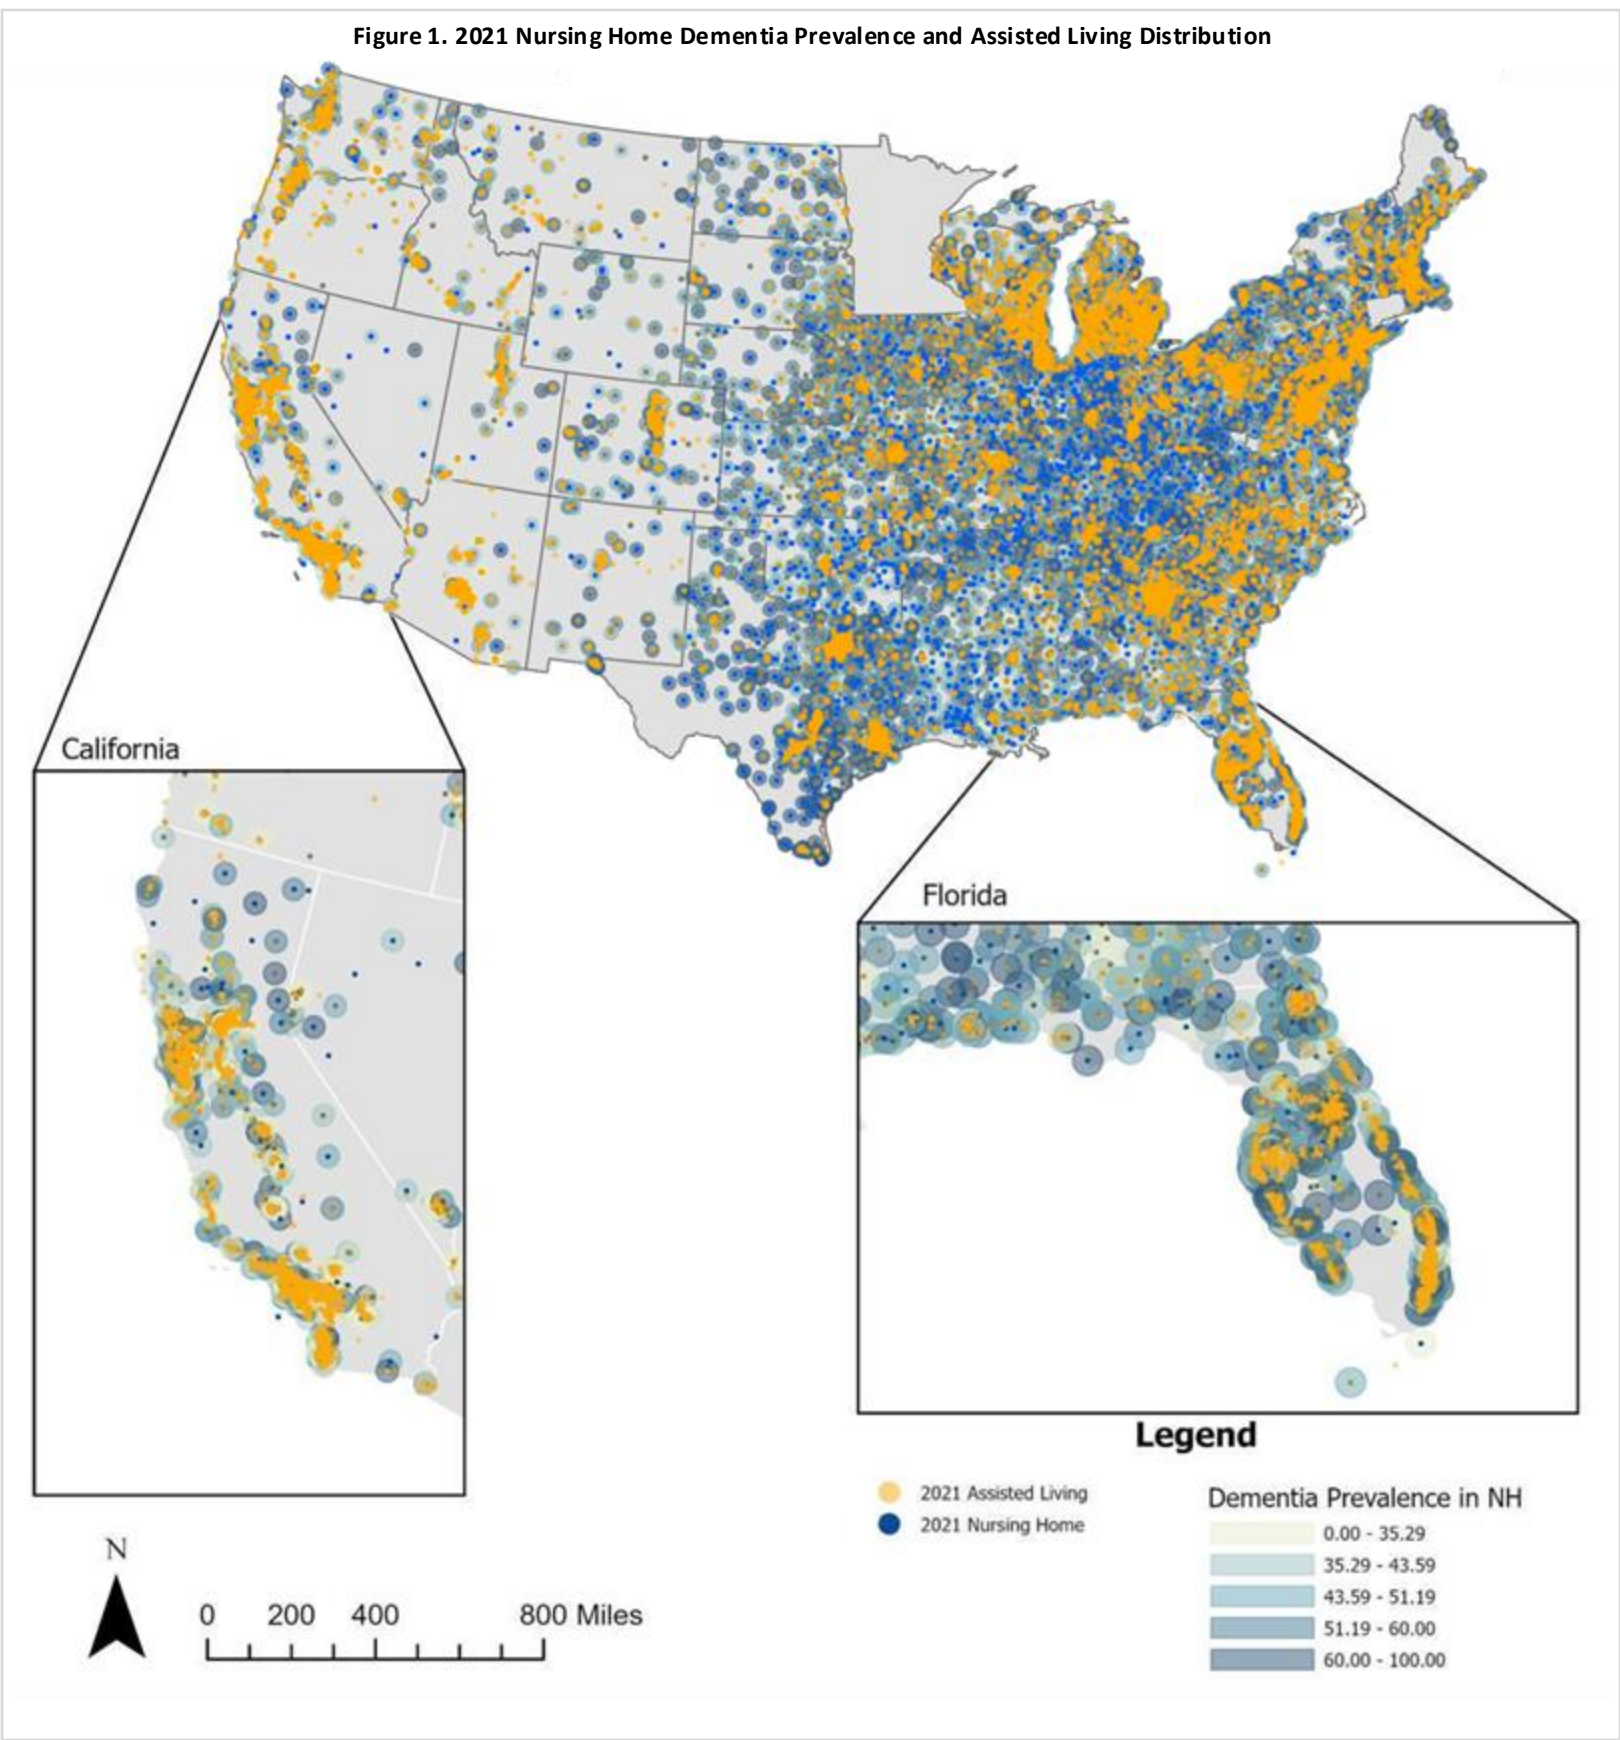 Figure 1. 2021 Nursing Home Dementia Prevalence and Assisted Living Distribution
California
Florida
Legend
2021 Assisted Living
2021 Nursing Home
Dementia Prevalence in NH
0.00 - 35.29
35.29 - 43.59
43.59 - 51.19
51.19 - 60.00
60.00 - 100.00
N
0 200 400 800 Miles